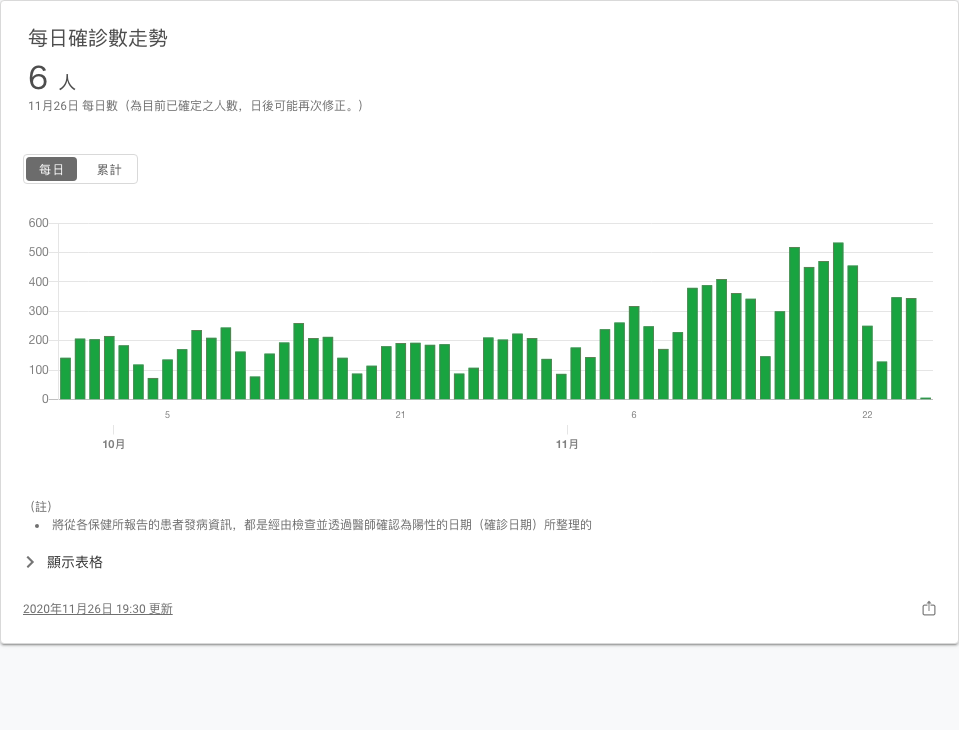 每日確診數走勢
6 人
11月26日 每日數（為目前已確定之人數，日後可能再次修正。）
每日 累計
600
500
400
300
200
100
0
5 21 6 22
10月 11月
（註）
• 將從各保健所報告的患者發病資訊，都是經由檢查並透過醫師確認為陽性的日期（確診日期）所整理的
顯示表格
2020年11月26日 19:30 更新